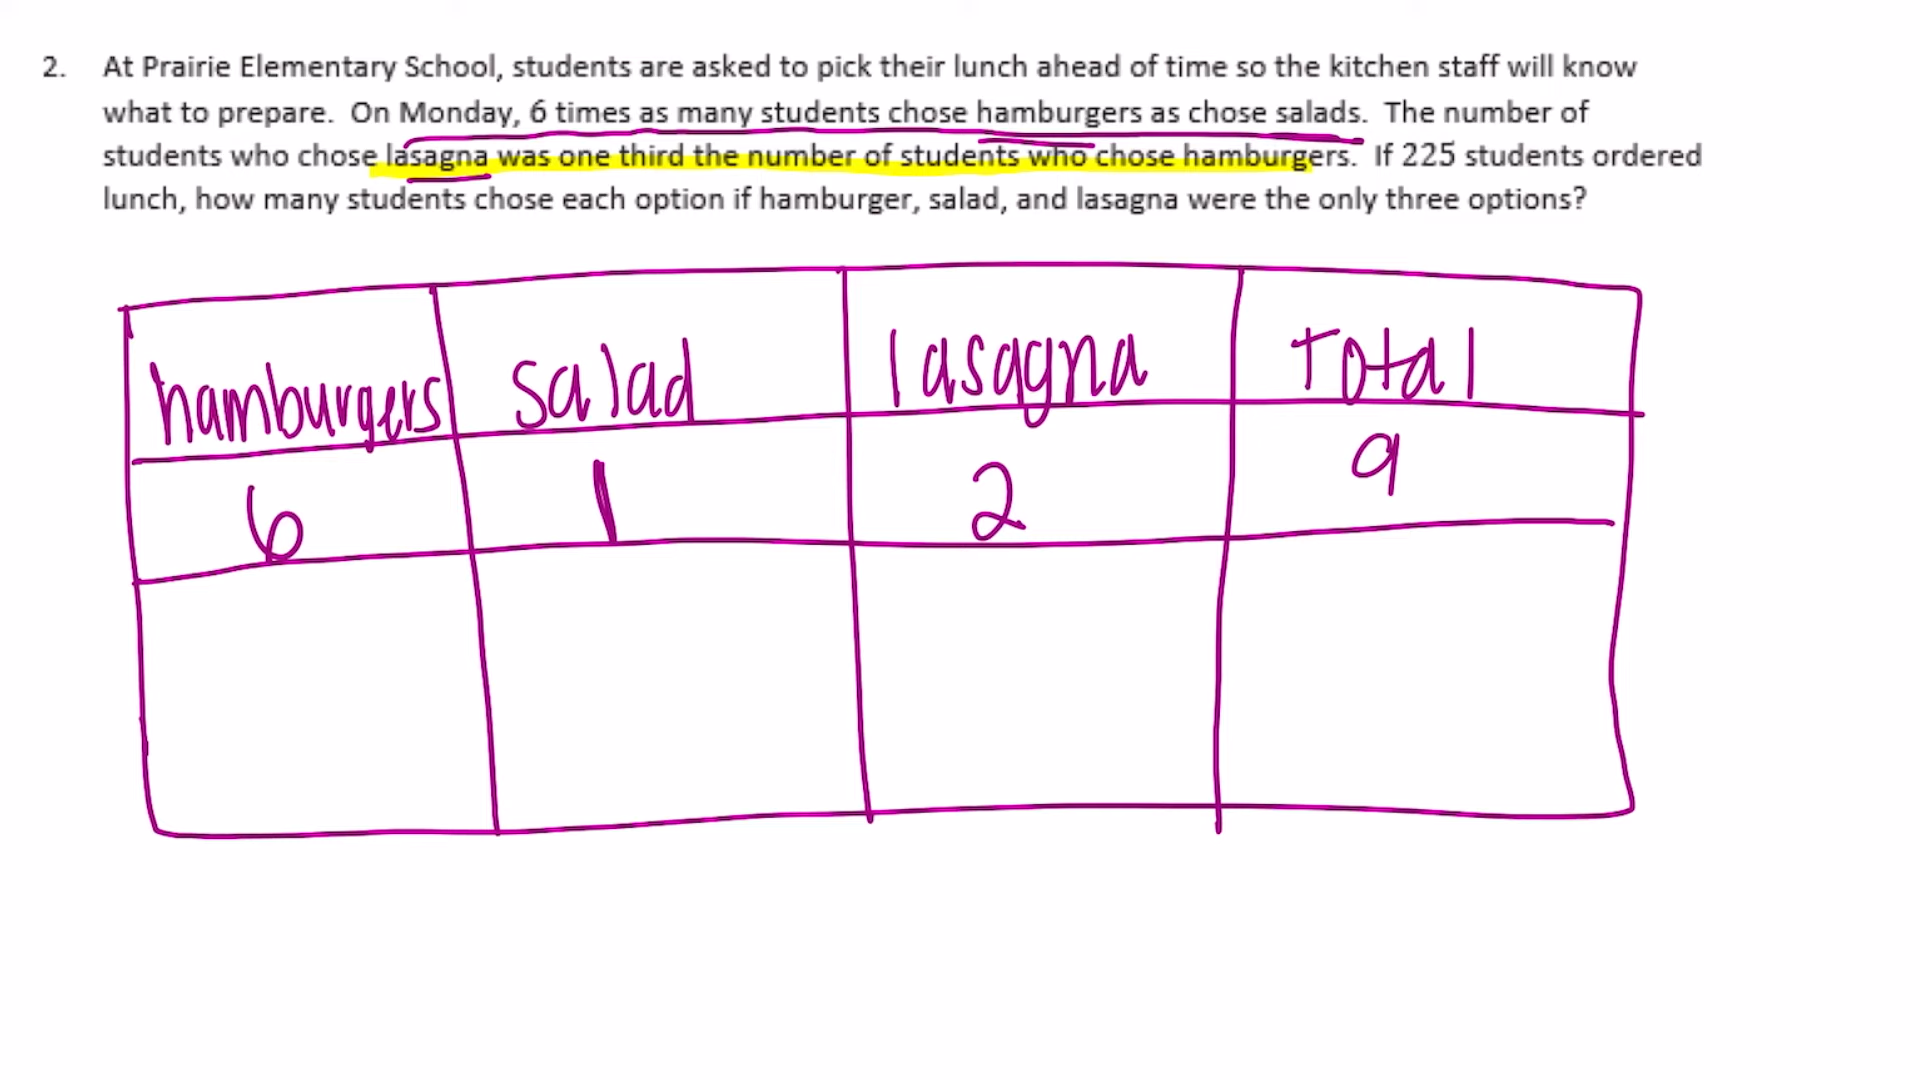 2. At Prairie Elementary School, students are asked to pick their lunch ahead of time so the kitchen staff will know
what to prepare. On Monday, 6 times as many students chose hamburgers as chose salads. The number of
students who chose lasagna was one third the number of students who chose hamburgers. If 225 students ordered
lunch, how many students chose each option if hamburger, salad, and lasagna were the only three options?
hamburgers salad lasagna total
6 1 2 9